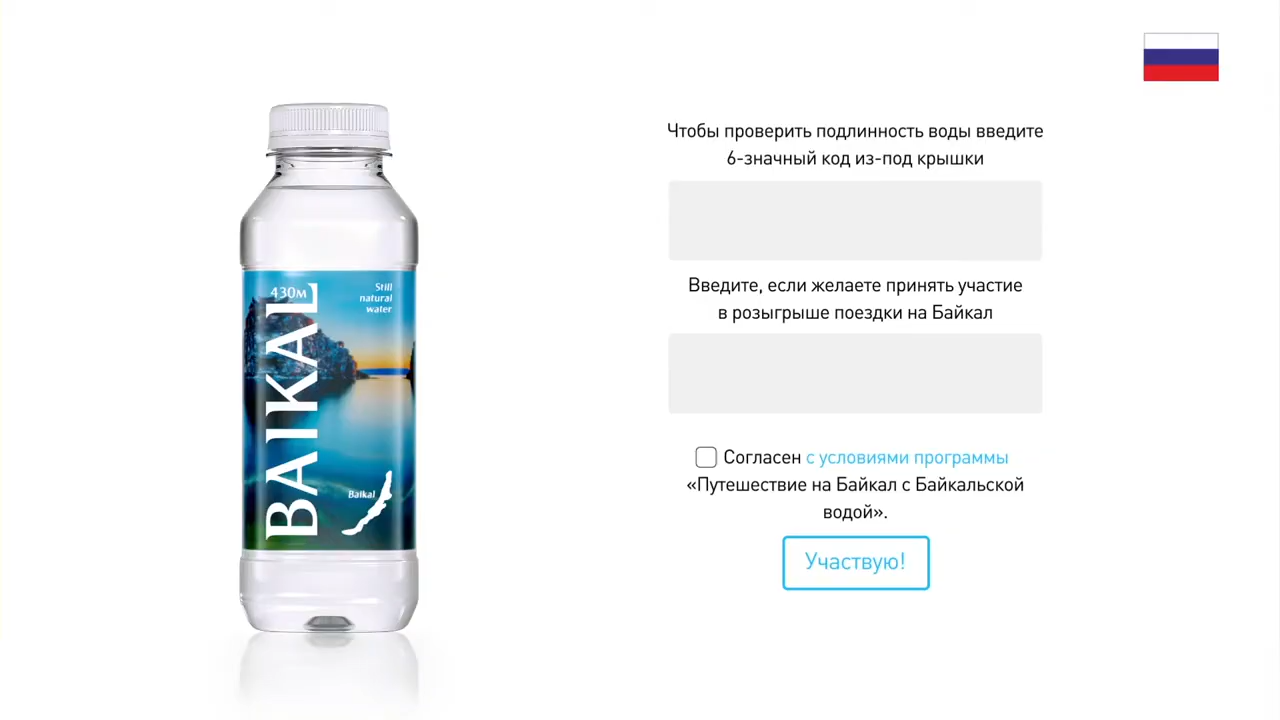 430м
Still
natural
water
BAIKAL
Baikal
Чтобы проверить подлинность воды введите
6-значный код из-под крышки
Введите, если желаете принять участие
в розыгрыше поездки на Байкал
Согласен с условиями программы
«Путешествие на Байкал с Байкальской
водой».
Участвую!